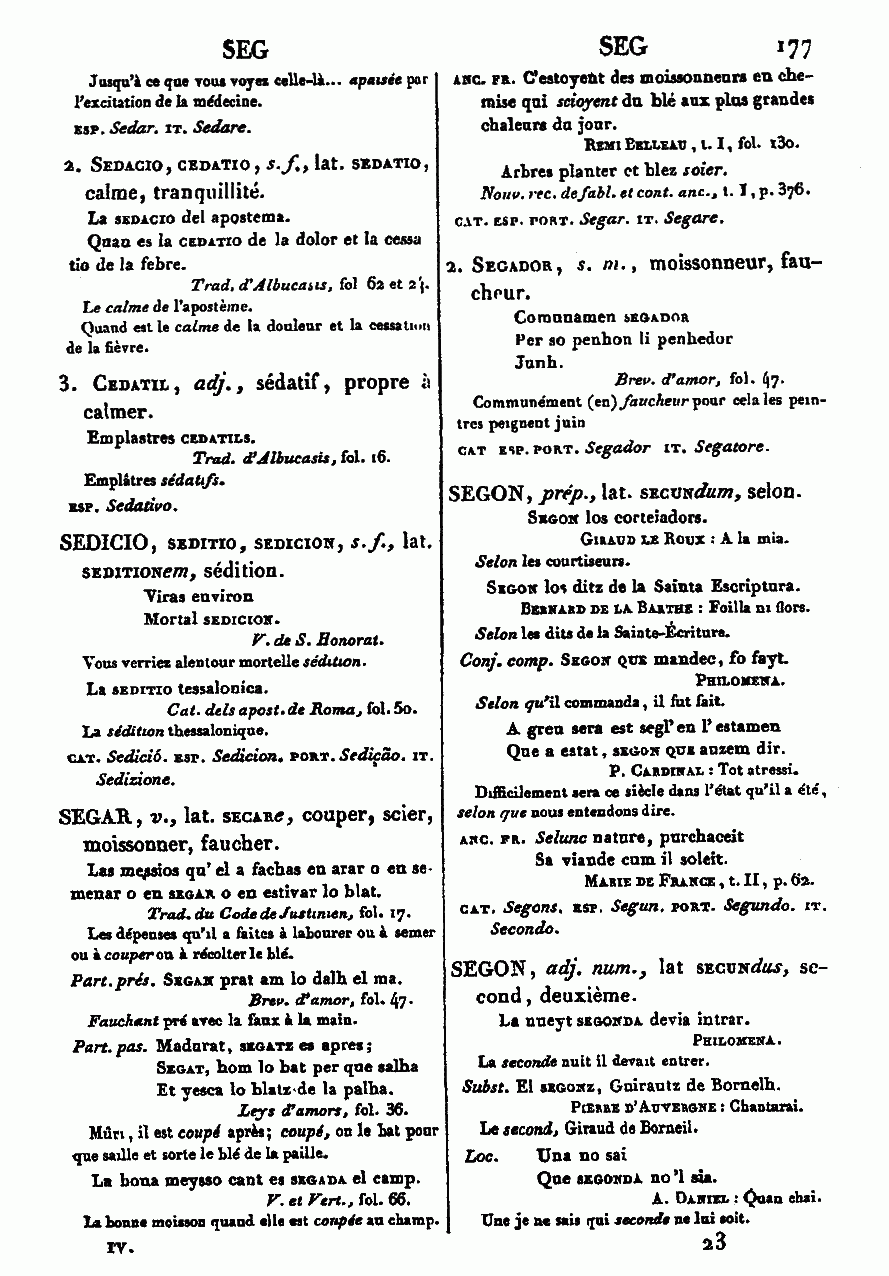 SEG
Jusqu'à ce que vous voyez celle-là... apaisée par
l'excitation de la médecine.
ESP. Sedar. IT. Sedare.
2. SEDACIO, CEDATIO, s. f., lat. SEDATIO,
calme, tranquillité.
La SEDACIO del apostema.
Quan es la CEDATIO de la dolor et la cessa
tio de la febre.
Trad. d'Albucasis, fol 62 et 24.
Le calme de l'apostème.
Quand est le calme de la douleur et la cessation
de la fièvre.
3. CEDATIL, adj., sédatif, propre à
calmer.
Emplastres CEDATILS.
Trad. d'Albucasis, fol. 16.
Emplâtres sédatifs.
ESP. Sedativo.
SEDICIO, SEDITIO, SEDICION, s. f., lat.
SEDITIONem, sédition.
Viras environ
Mortal SEDICION.
V. de S. Honorat.
Vous verriez alentour mortelle sédition.
La SEDITIO tessalonica.
Cat. dels apost. de Roma, fol. 50.
La sédition thessalonique.
CAT. Sedició. ESP. Sedicion. PORT. Sedição. IT.
Sedizione.
SEGAR, v., lat. SECARe, couper, scier,
moissonner, faucher.
Las messios qu' el a fachas en arar o en se-
menar o en SEGAR o en estivar lo blat.
Trad. du Code de Justinien, fol. 17.
Les dépenses qu'il a faites à labourer ou à semer
ou à couper ou à récolter le blé.
Part. prés. SEGAN prat am lo dalh el ma.
Brev. d'amor, fol. 47.
Fauchant pré avec la faux à la main.
Part. pas. Madurat, SEGATZ es apres;
SEGAT, hom lo bat per que salha
Et yesca lo blatz de la palha.
Leys d'amors, fol. 36.
Mûri, il est coupé après; coupé, on le bat pour
que saille et sorte le blé de la paille.
La bona meysso cant es SEGADA el camp.
V. et Vert., fol. 66.
La bonne moisson quand elle est coupée au champ.
IV.
SEG 177
ANC. FR. C'estoyent des moissonneurs en che-
mise qui scioyent du blé aux plus grandes
chaleurs du jour.
REMI BELLEAU, t. I, fol. 130.
Arbres planter et blez soier.
Nouv. rec. de fabl. et cont. anc., t. I, p. 376.
CAT. ESP. PORT. Segar. IT. Segare.
2. SEGADOR, s. m., moissonneur, fau-
cheur.
Comunamen SEGADOR
Per so penhon li penhedor
Junh.
Brev. d'amor, fol. 47.
Communément (en) faucheur pour cela les pein-
tres peignent juin
CAT ESP. PORT. Segador IT. Segatore.
SEGON, prép., lat. SECUNdum, selon.
SEGON los corteiadors.
GIRAUD LE ROUX : A la mia.
Selon les courtiseurs.
SEGON los ditz de la Sainta Escriptura.
BERNARD DE LA BARTHE : Foilla ni flors.
Selon les dits de la Sainte-Écriture.
Conj. comp. SEGON QUE mandec, fo fayt.
PHILOMENA.
Selon qu'il commanda, il fut fait.
A greu sera est segl' en l' estamen
Que a estat, SEGON QUE auzem dir.
P. CARDINAL : Tot atressi.
Difficilement sera ce siècle dans l'état qu'il a été,
selon que nous entendons dire.
ANC. FR. Selunc nature, purchaceit
Sa viande cum il soleit.
MARIE DE FRANCE, t. II, p. 62.
CAT. Segons. ESP. Segun. PORT. Segundo. IT.
Secondo.
SEGON, adj. num., lat SECUNdus, se-
cond, deuxième.
La nueyt SEGONDA devia intrar.
PHILOMENA.
La seconde nuit il devait entrer.
Subst. El SEGONZ, Guirautz de Bornelh.
PIERRE D'AUVERGNE : Chantarai.
Le second, Giraud de Borneil.
Loc. Una no sai
Que SEGONDA no'l sia.
A. DANIEL : Quan chai.
Une je ne sais qui seconde ne lui soit.
23